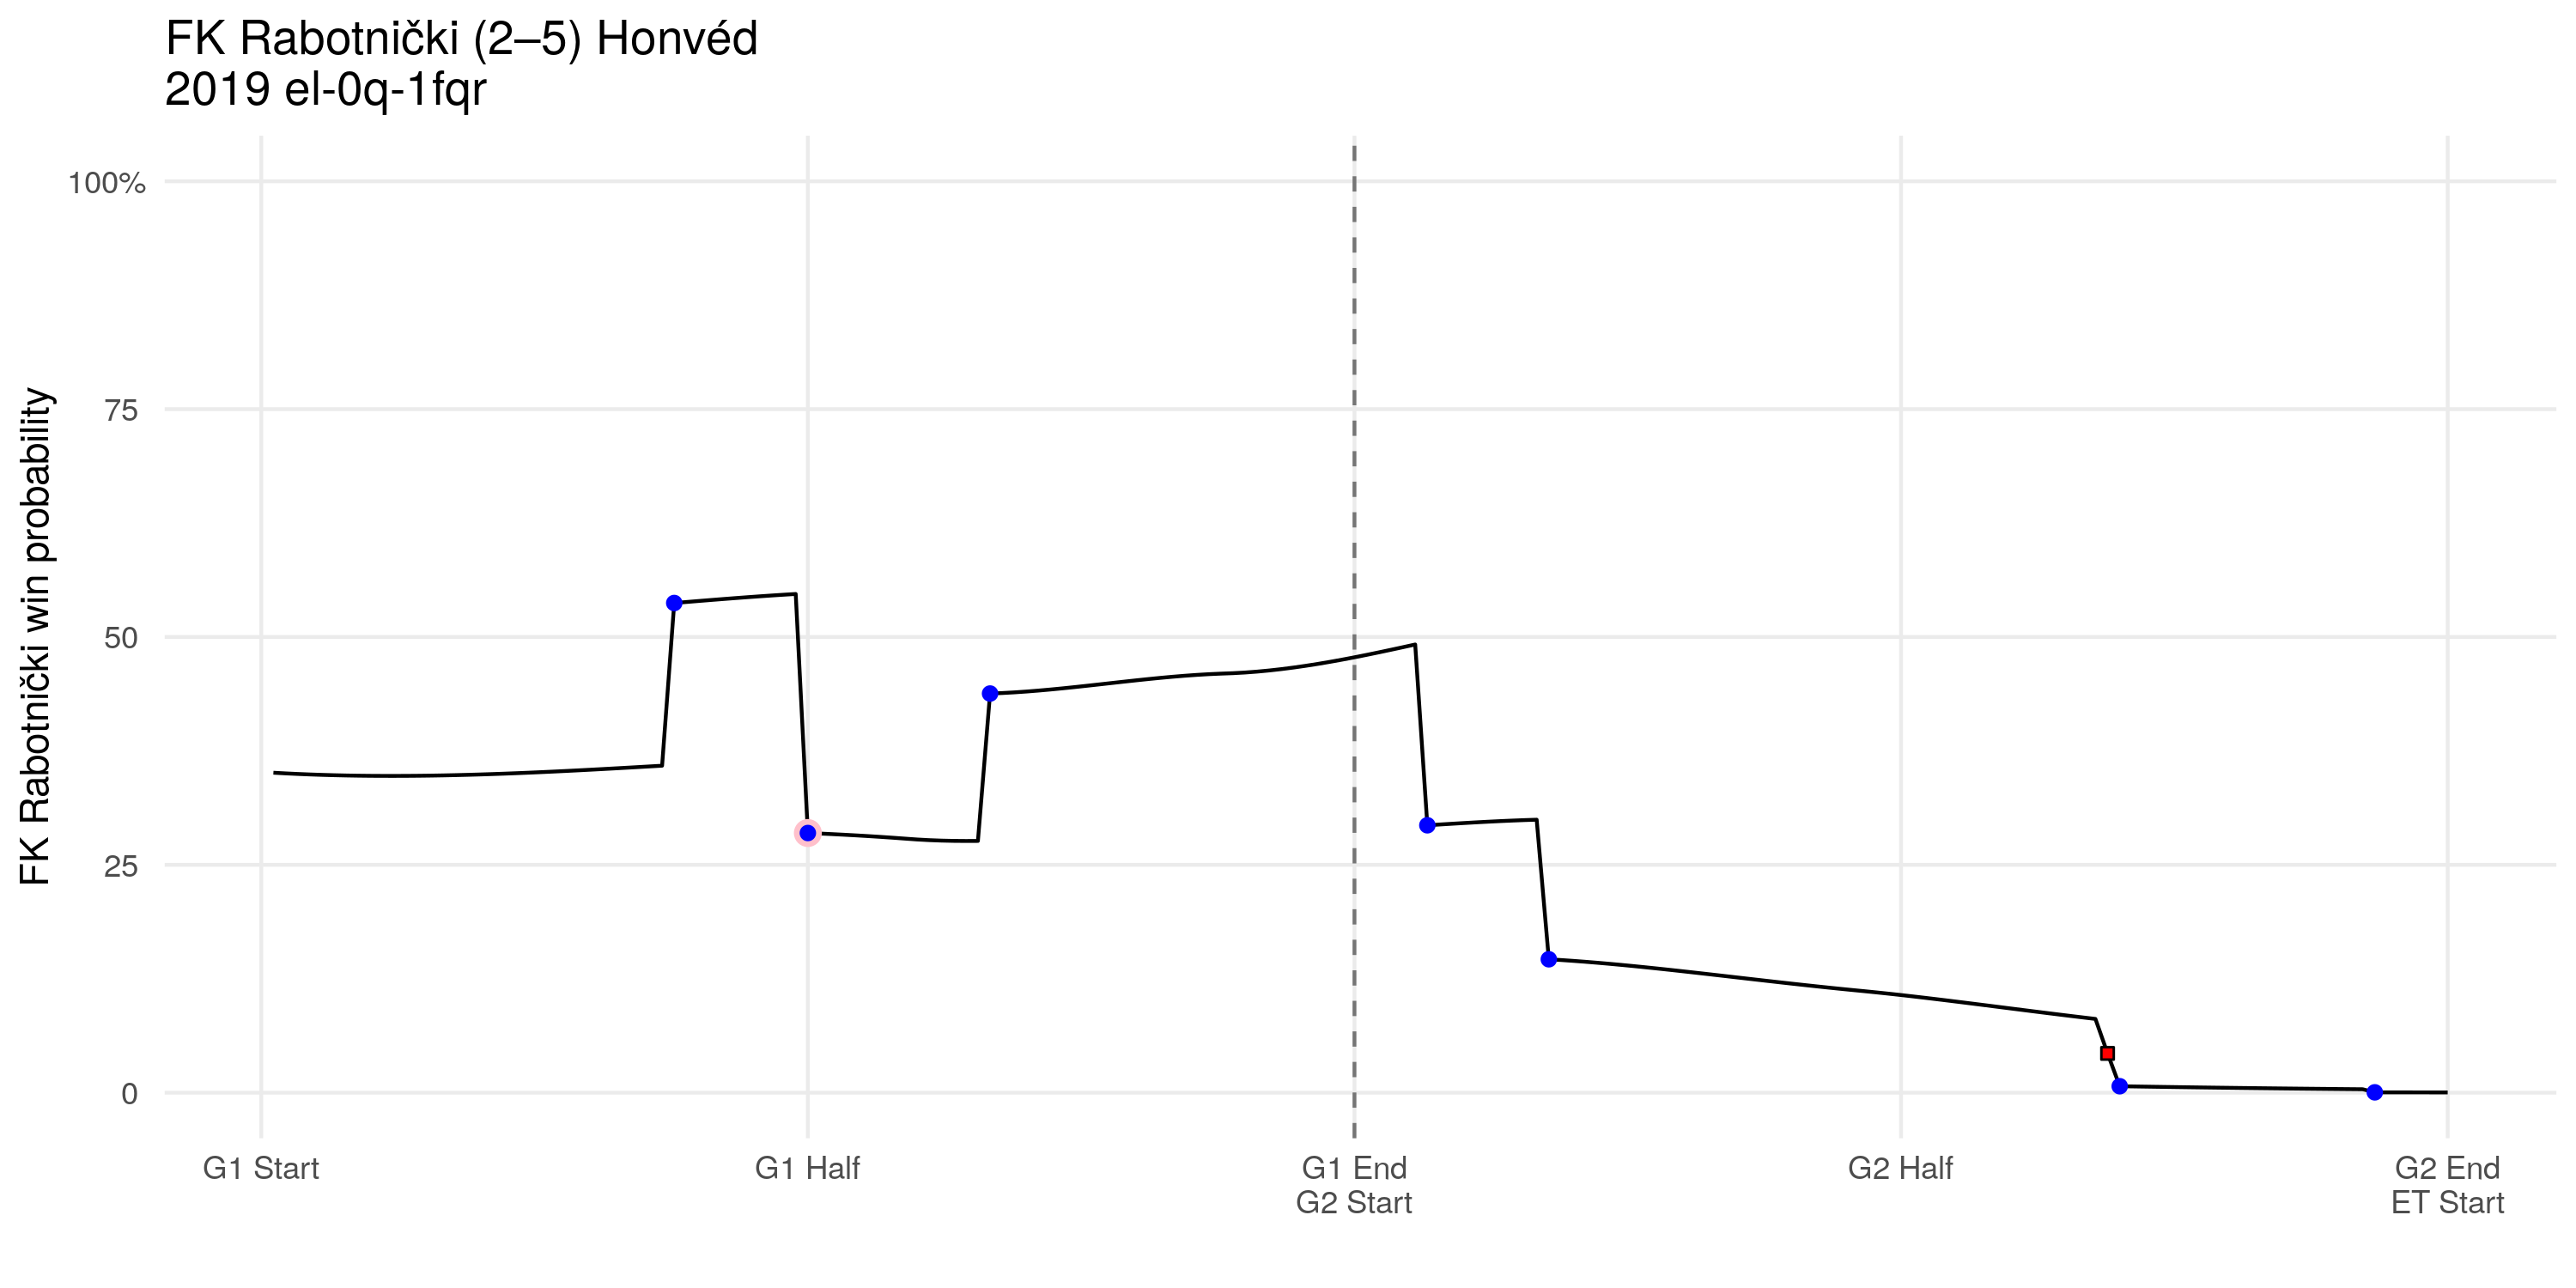 FK Rabotnički (2–5) Honvéd
2019 el-0q-1fqr
FK Rabotnički win probability
100%
75
50
25
0
G1 Start
G1 Half
G1 End
G2 Start
G2 Half
G2 End
ET Start